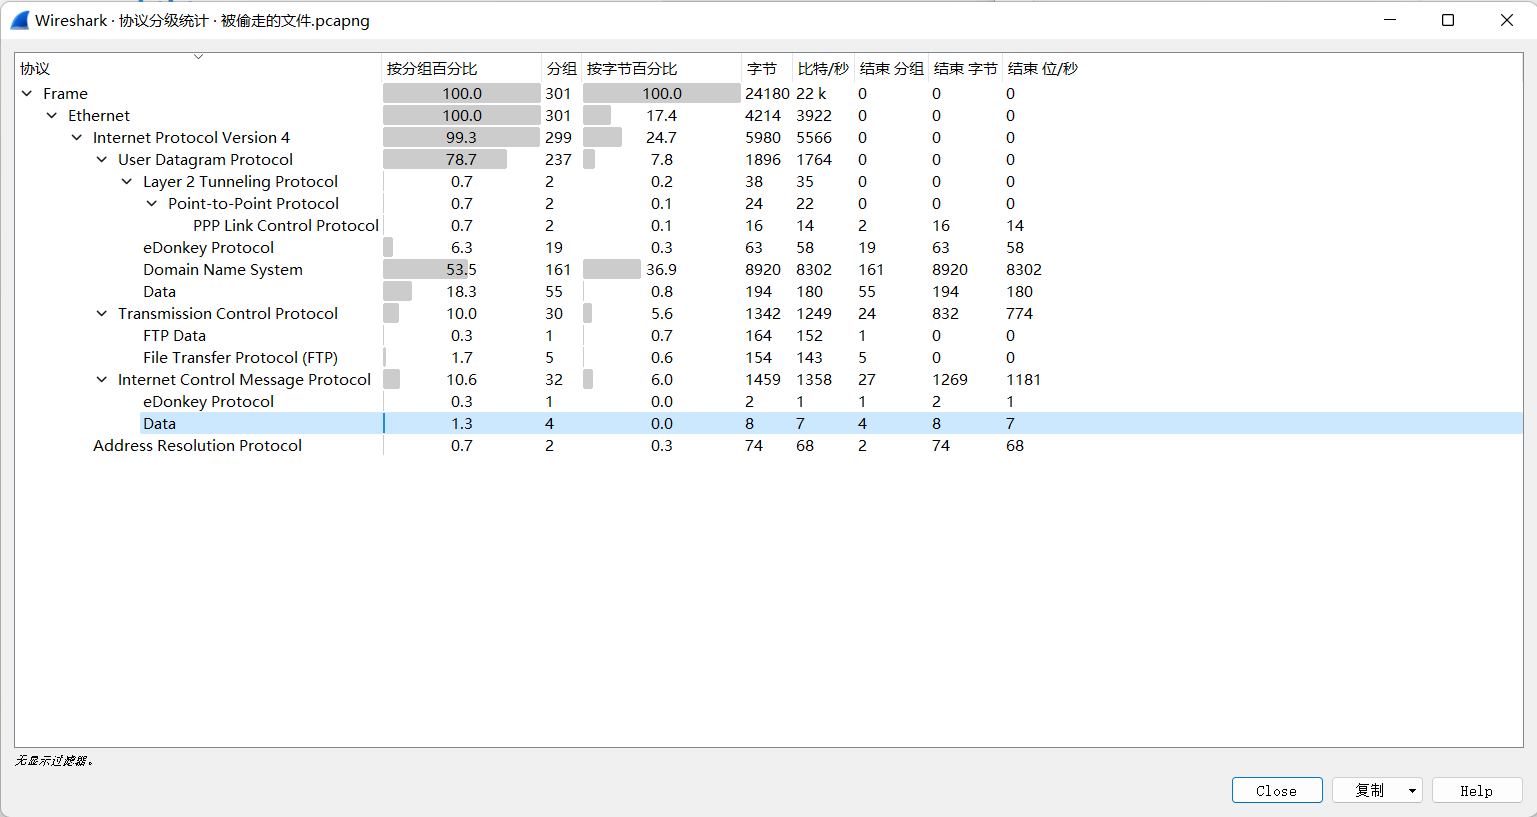 Wireshark · 协议分级统计 · 被偷走的文件.pcapng
协议 按分组百分比 分组 按字节百分比 字节 比特/秒 结束 分组 结束 字节 结束 位/秒
Frame 100.0 301 100.0 24180 22 k 0 0 0
Ethernet 100.0 301 17.4 4214 3922 0 0 0
Internet Protocol Version 4 99.3 299 24.7 5980 5566 0 0 0
User Datagram Protocol 78.7 237 7.8 1896 1764 0 0 0
Layer 2 Tunneling Protocol 0.7 2 0.2 38 35 0 0 0
Point-to-Point Protocol 0.7 2 0.1 24 22 0 0 0
PPP Link Control Protocol 0.7 2 0.1 16 14 2 16 14
eDonkey Protocol 6.3 19 0.3 63 58 19 63 58
Domain Name System 53.5 161 36.9 8920 8302 161 8920 8302
Data 18.3 55 0.8 194 180 55 194 180
Transmission Control Protocol 10.0 30 5.6 1342 1249 24 832 774
FTP Data 0.3 1 0.7 164 152 1 0 0
File Transfer Protocol (FTP) 1.7 5 0.6 154 143 5 0 0
Internet Control Message Protocol 10.6 32 6.0 1459 1358 27 1269 1181
eDonkey Protocol 0.3 1 0.0 2 1 1 2 1
Data 1.3 4 0.0 8 7 4 8 7
Address Resolution Protocol 0.7 2 0.3 74 68 2 74 68
无显示过滤器。
Close 复制 Help